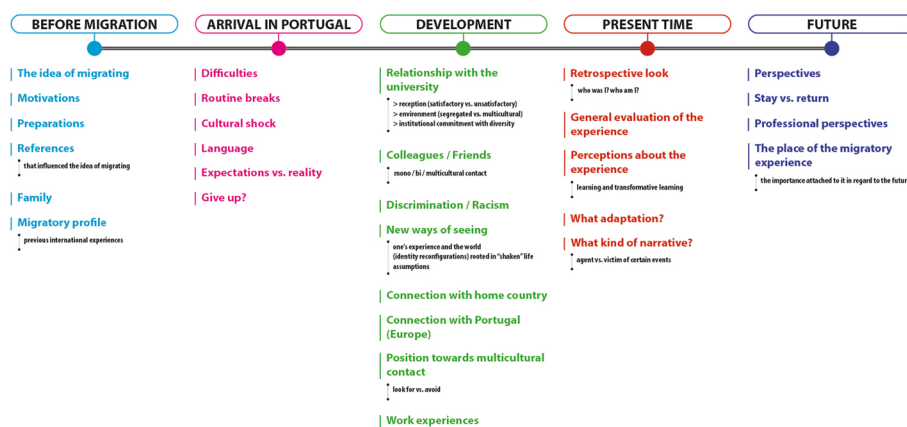 BEFORE MIGRATION
The idea of migrating
Motivations
Preparations
References
that influenced the idea of migrating
Family
Migratory profile
previous international experiences
ARRIVAL IN PORTUGAL
Difficulties
Routine breaks
Cultural shock
Language
Expectations vs. reality
Give up?
DEVELOPMENT
Relationship with the
university
> reception (satisfactory vs. unsatisfactory)
> environment (segregated vs. multicultural)
> institutional commitment with diversity
Colleagues / Friends
mono / bi / multicultural contact
Discrimination / Racism
New ways of seeing
one's experience and the world
(identity reconfigurations) rooted in "shaken" life
assumptions
Connection with home country
Connection with Portugal
(Europe)
Position towards multicultural
contact
look for vs. avoid
Work experiences
PRESENT TIME
Retrospective look
who was I? who am I?
General evaluation of the
experience
Perceptions about the
experience
learning and transformative learning
What adaptation?
What kind of narrative?
agent vs. victim of certain events
FUTURE
Perspectives
Stay vs. return
Professional perspectives
The place of the migratory
experience
the importance attached to it in regard to the futur